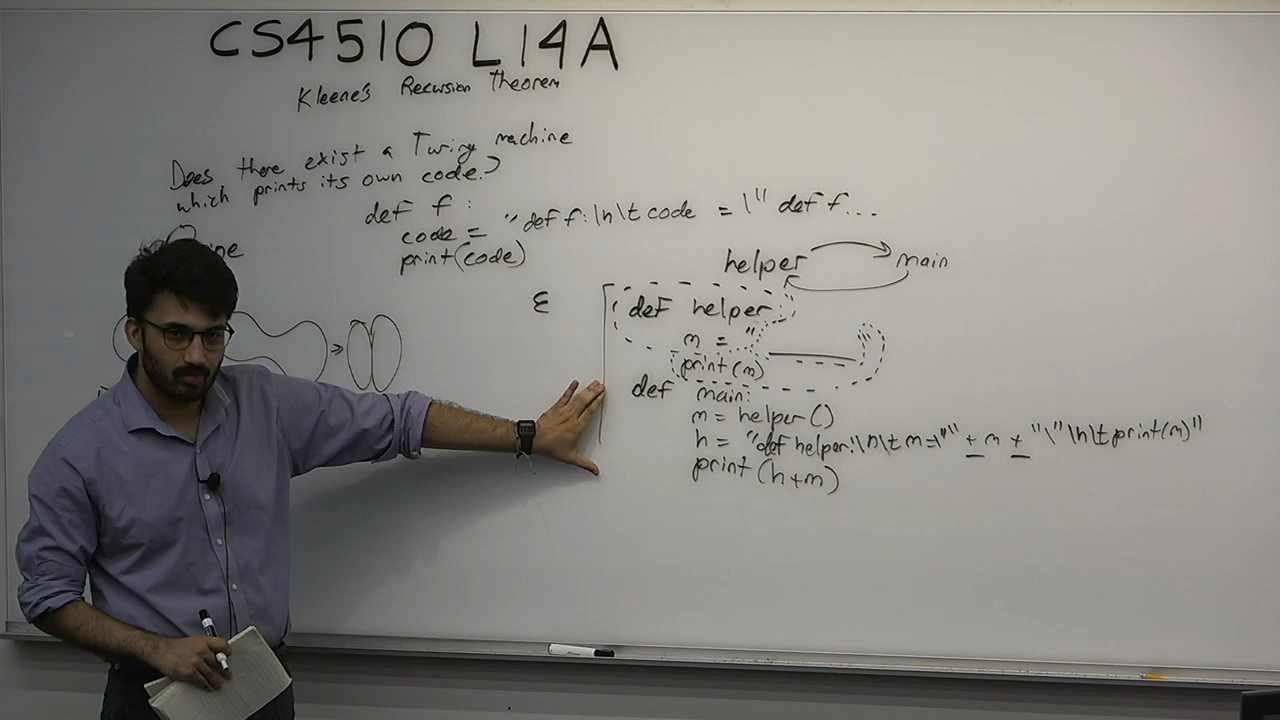 CS4510 L14A
Kleene's Recursion Theorem
Does there exist a Turing machine
which prints its own code?
def f :
code = "def f:\n\t code = \" def f...
print(code)
helper main
ε
def helper
m = "
print(m)
def main:
m = helper()
h = "def helper:\n\t m=\"" + m + "\"\n\t print(m)"
print (h+m)